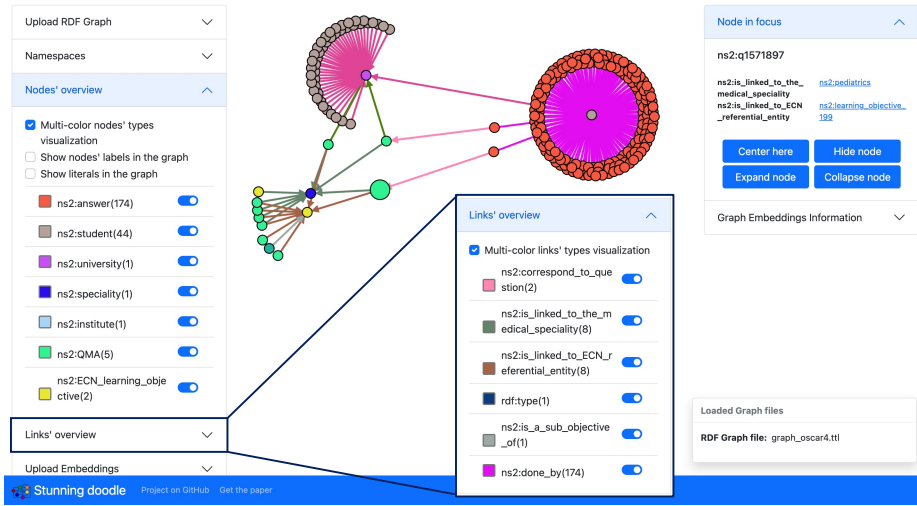 Upload RDF Graph
Namespaces
Nodes' overview
Multi-color nodes' types
visualization
Show nodes' labels in the graph
Show literals in the graph
ns2:answer(174)
ns2:student(44)
ns2:university(1)
ns2:speciality(1)
ns2:institute(1)
ns2:QMA(5)
ns2:ECN_learning_obje
ctive(2)
Links' overview
Upload Embeddings
Links' overview
Multi-color links' types visualization
ns2:correspond_to_que
stion(2)
ns2:is_linked_to_the_m
edical_speciality(8)
ns2:is_linked_to_ECN_r
eferential_entity(8)
rdf:type(1)
ns2:is_a_sub_objective
_of(1)
ns2:done_by(174)
Node in focus
ns2:q1571897
ns2:is_linked_to_the_ ns2:pediatrics
medical_speciality
ns2:is_linked_to_ECN ns2:learning_objective_
_referential_entity 199
Center here Hide node
Expand node Collapse node
Graph Embeddings Information
Loaded Graph files
RDF Graph file: graph_oscar4.ttl
Stunning doodle Project on GitHub Get the paper